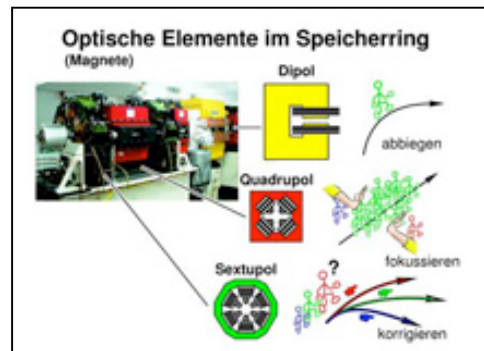 Optische Elemente im Speicherring
(Magnete)
Dipol
abbiegen
Quadrupol
fokussieren
Sextupol
?
korrigieren